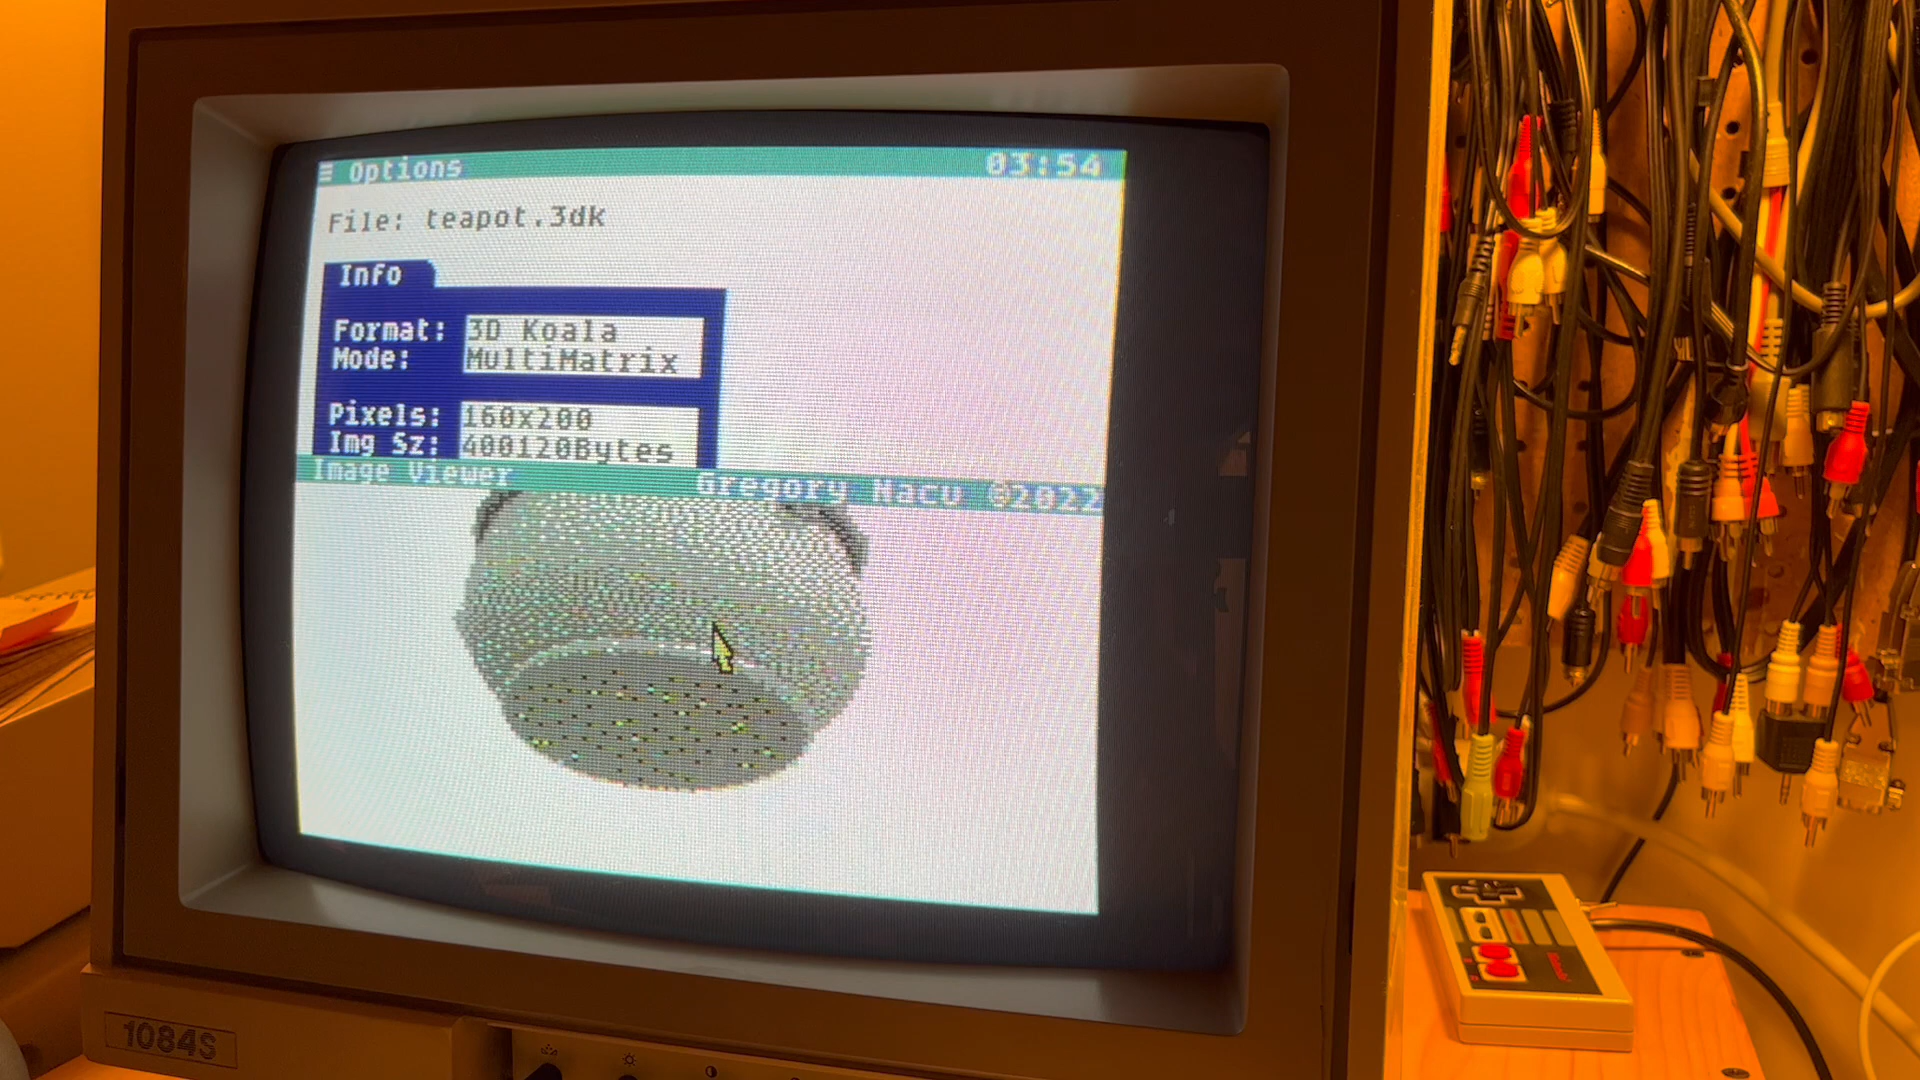 ≡ Options 03:54
File: teapot.3dk
Info
Format: 3D Koala
Mode: MultiMatrix
Pixels: 160x200
Img Sz: 400120Bytes
Image Viewer Gregory Nacu ©2022
1084S